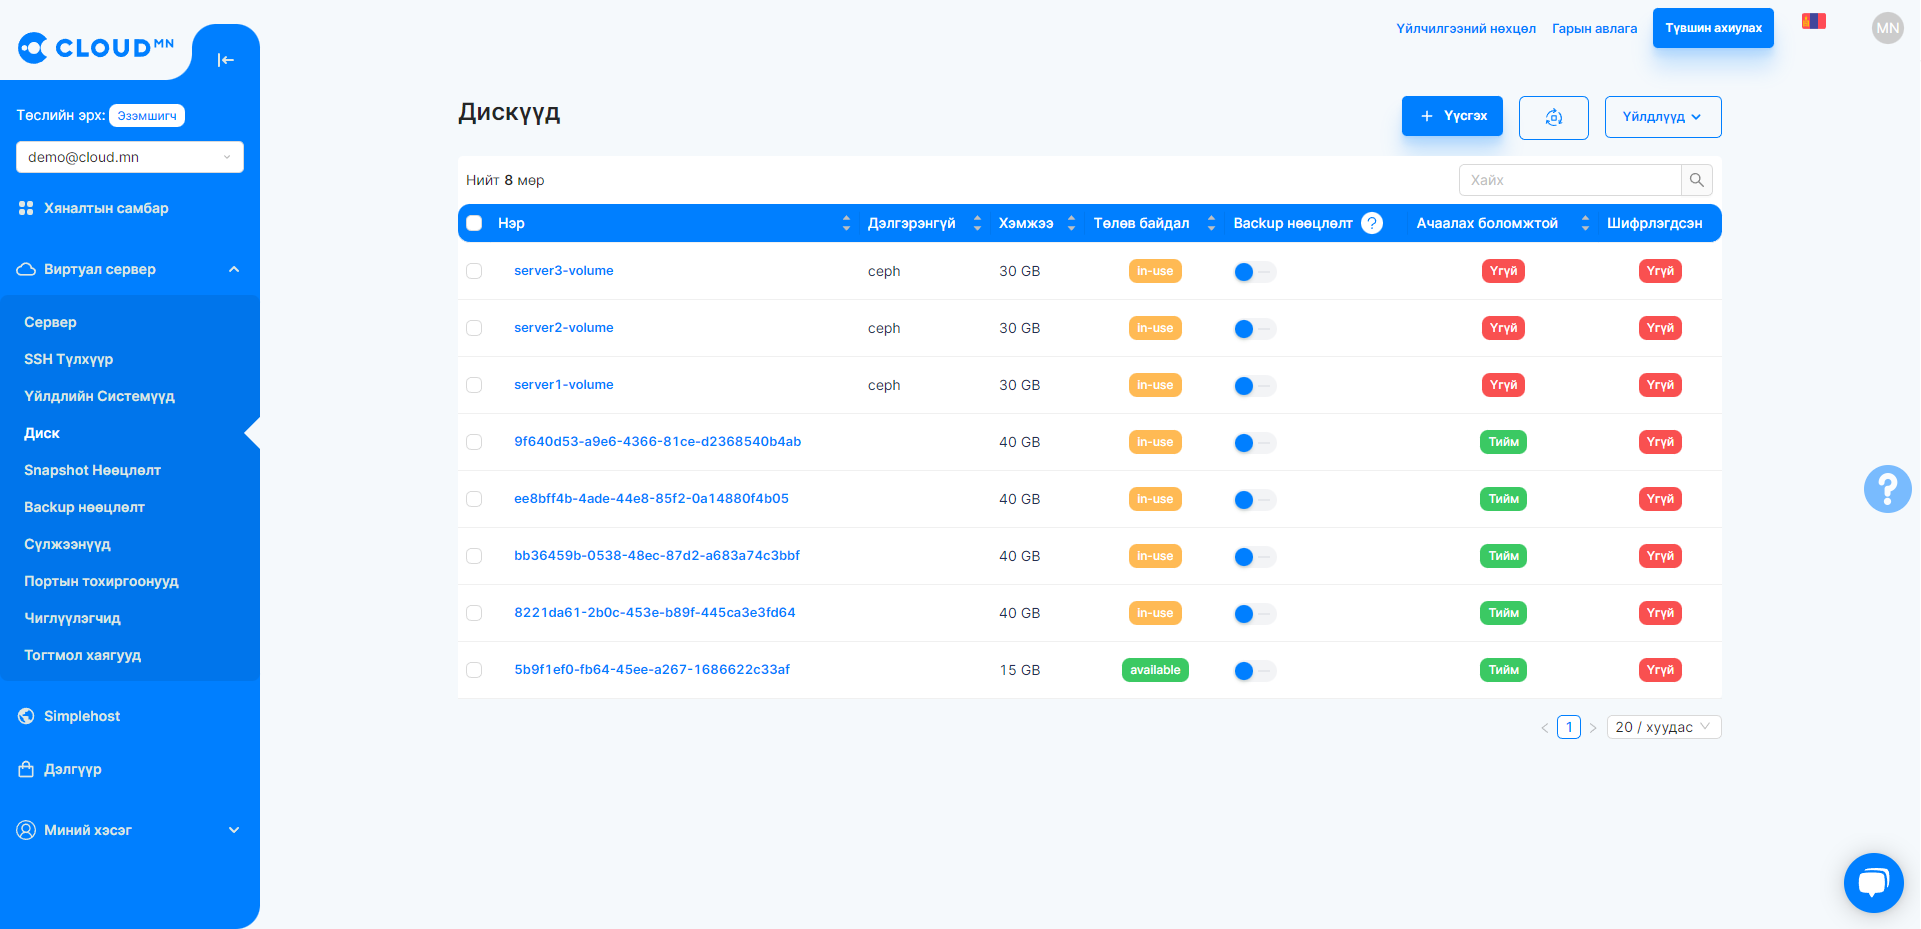 CLOUD MN
Үйлчилгээний нөхцөл Гарын авлага Түвшин ахиулах MN
Төслийн эрх: Эзэмшигч
demo@cloud.mn
Хяналтын самбар
Виртуал сервер
Сервер
SSH Түлхүүр
Үйлдлийн Системүүд
Диск
Snapshot Нөөцлөлт
Backup нөөцлөлт
Сүлжээнүүд
Портын тохиргоонууд
Чиглүүлэгчид
Тогтмол хаягууд
Simplehost
Дэлгүүр
Миний хэсэг
Дискүүд
+ Үүсгэх Үйлдлүүд
Нийт 8 мөр Хайх
Нэр Дэлгэрэнгүй Хэмжээ Төлөв байдал Backup нөөцлөлт ? Ачаалах боломжтой Шифрлэгдсэн
server3-volume ceph 30 GB in-use Үгүй Үгүй
server2-volume ceph 30 GB in-use Үгүй Үгүй
server1-volume ceph 30 GB in-use Үгүй Үгүй
9f640d53-a9e6-4366-81ce-d2368540b4ab 40 GB in-use Тийм Үгүй
ee8bff4b-4ade-44e8-85f2-0a14880f4b05 40 GB in-use Тийм Үгүй
bb36459b-0538-48ec-87d2-a683a74c3bbf 40 GB in-use Тийм Үгүй
8221da61-2b0c-453e-b89f-445ca3e3fd64 40 GB in-use Тийм Үгүй
5b9f1ef0-fb64-45ee-a267-1686622c33af 15 GB available Тийм Үгүй
< 1 > 20 / хуудас
?